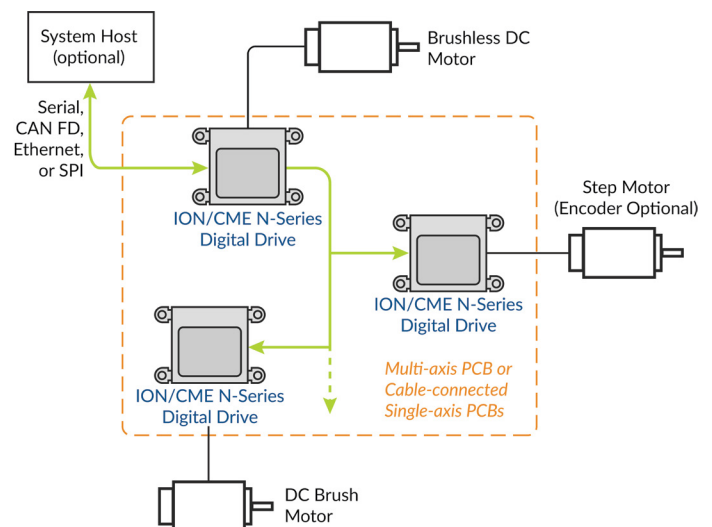 System Host
(optional)
Brushless DC
Motor
Serial,
CAN FD,
Ethernet,
or SPI
ION/CME N-Series
Digital Drive
Step Motor
(Encoder Optional)
ION/CME N-Series
Digital Drive
ION/CME N-Series
Digital Drive
Multi-axis PCB or
Cable-connected
Single-axis PCBs
DC Brush
Motor